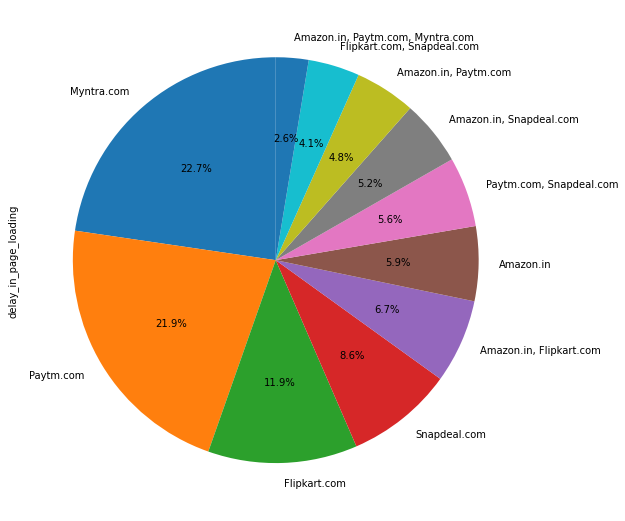 Amazon.in, Paytm.com, Myntra.com
Flipkart.com, Snapdeal.com
Amazon.in, Paytm.com
Myntra.com
Amazon.in, Snapdeal.com
2.6%
4.1%
4.8%
22.7%
5.2%
Paytm.com, Snapdeal.com
5.6%
delay_in_page_loading
5.9%
Amazon.in
6.7%
21.9%
Amazon.in, Flipkart.com
8.6%
Paytm.com
11.9%
Snapdeal.com
Flipkart.com